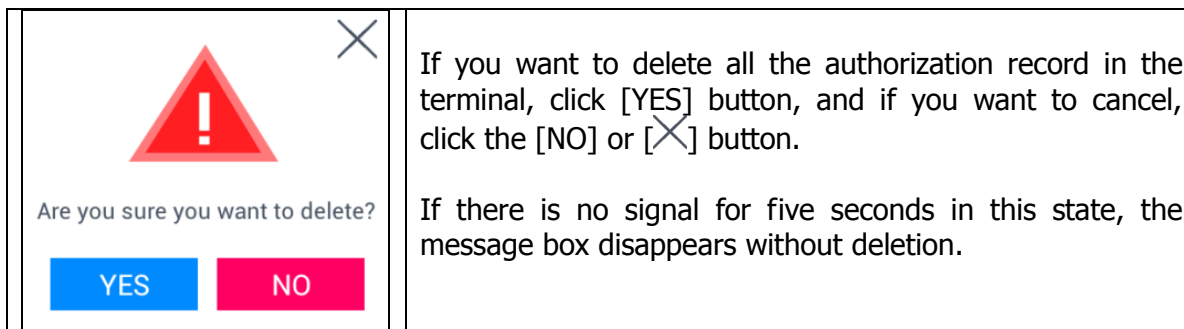 !
Are you sure you want to delete?
YES NO
If you want to delete all the authorization record in the
terminal, click [YES] button, and if you want to cancel,
click the [NO] or [╳] button.
If there is no signal for five seconds in this state, the
message box disappears without deletion.